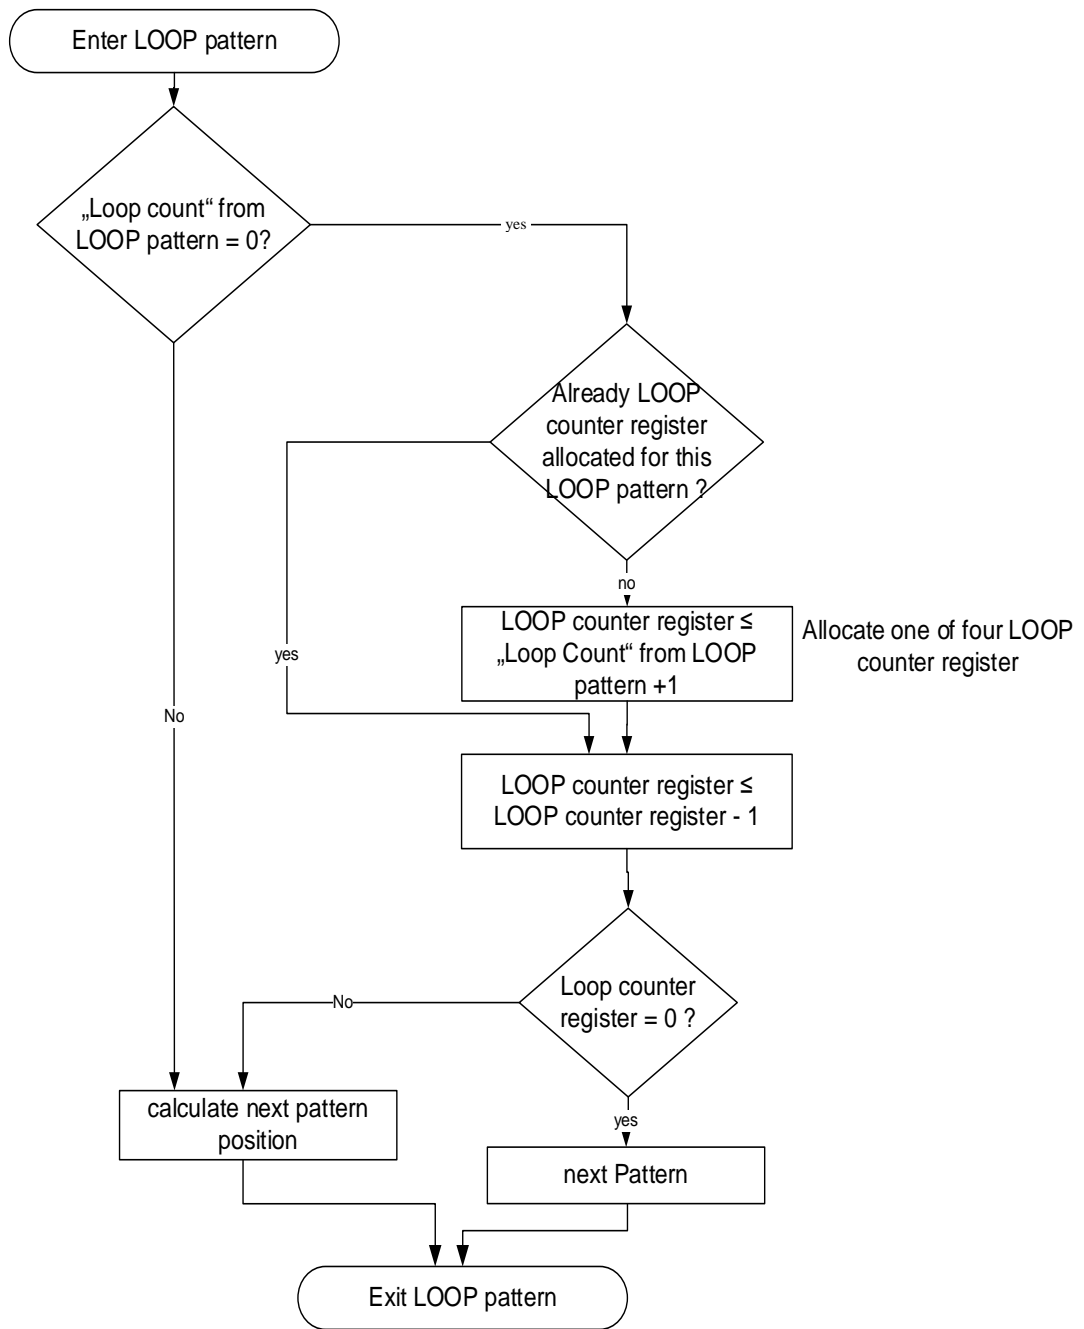 Enter LOOP pattern
„Loop count“ from
LOOP pattern = 0?
yes
Already LOOP
counter register
allocated for this
LOOP pattern ?
no
LOOP counter register ≤
„Loop Count“ from LOOP
pattern +1
Allocate one of four LOOP
counter register
yes
No
LOOP counter register ≤
LOOP counter register - 1
Loop counter
register = 0 ?
No
yes
calculate next pattern
position
next Pattern
Exit LOOP pattern